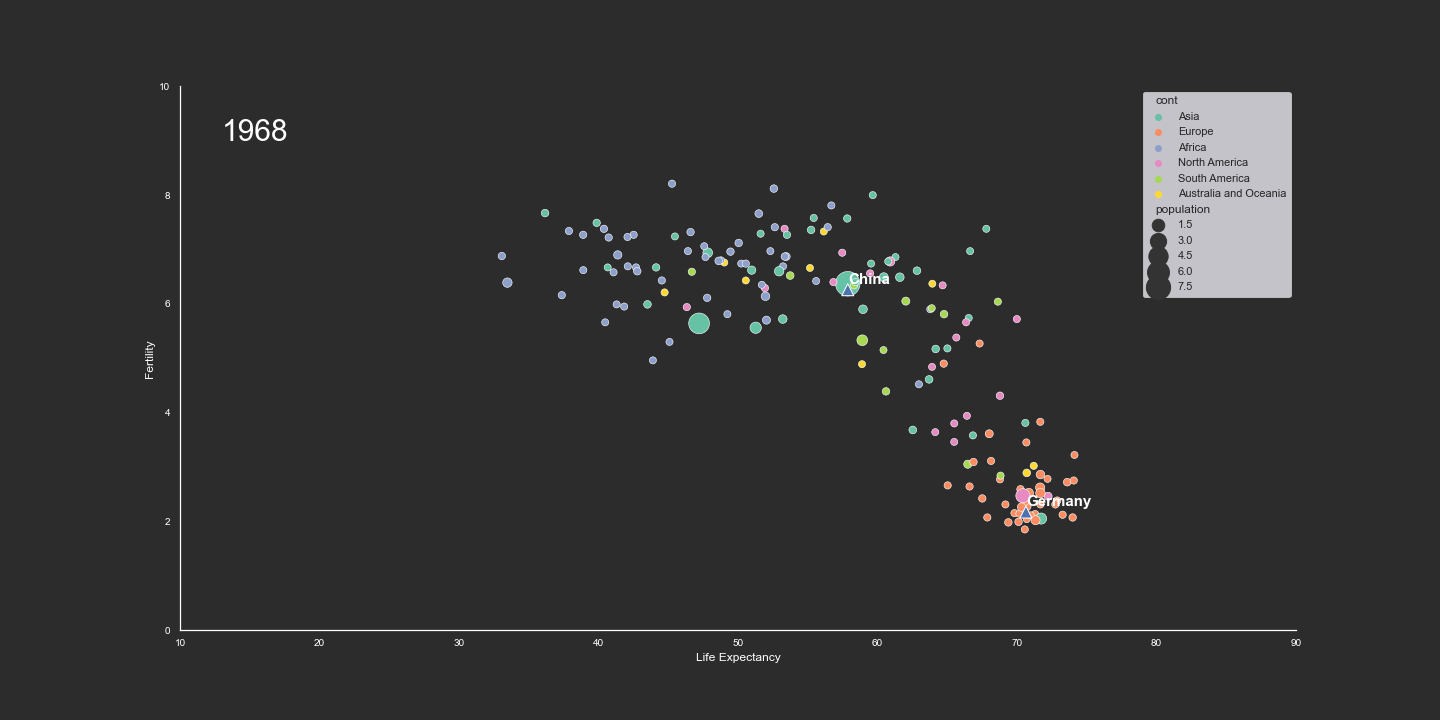 1968
10
8
6
4
2
0
Fertility
10 20 30 40 50 60 70 80 90
Life Expectancy
China
Germany
cont
Asia
Europe
Africa
North America
South America
Australia and Oceania
population
1.5
3.0
4.5
6.0
7.5